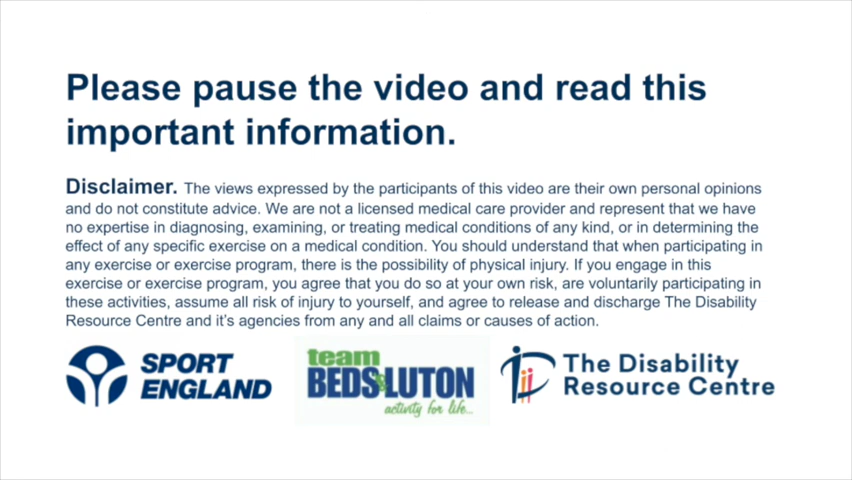 Please pause the video and read this
important information.
Disclaimer. The views expressed by the participants of this video are their own personal opinions
and do not constitute advice. We are not a licensed medical care provider and represent that we have
no expertise in diagnosing, examining, or treating medical conditions of any kind, or in determining the
effect of any specific exercise on a medical condition. You should understand that when participating in
any exercise or exercise program, there is the possibility of physical injury. If you engage in this
exercise or exercise program, you agree that you do so at your own risk, are voluntarily participating in
these activities, assume all risk of injury to yourself, and agree to release and discharge The Disability
Resource Centre and it's agencies from any and all claims or causes of action.
SPORT
ENGLAND
team
BEDS&LUTON
activity for life...
The Disability
Resource Centre